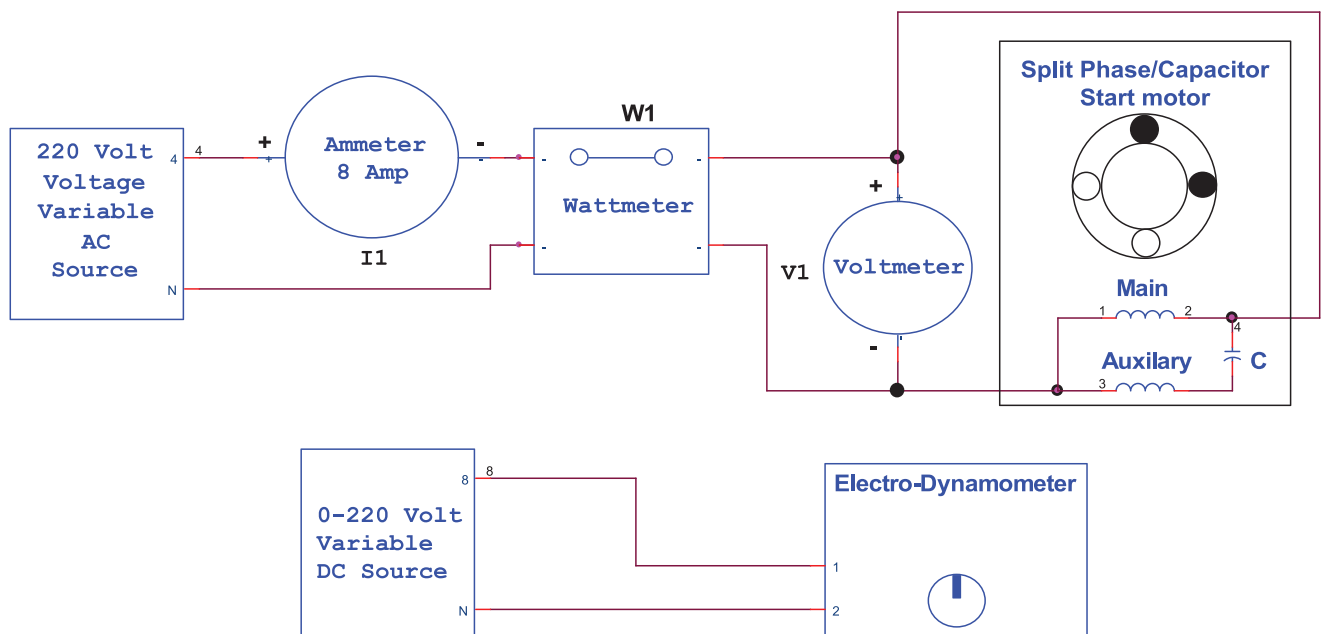 220 Volt
Voltage
Variable
AC
Source
4
N
4
+
Ammeter
8 Amp
-
I1
W1
Wattmeter
+
Voltmeter
V1
-
Split Phase/Capacitor
Start motor
Main
1
2
4
Auxilary
C
3
0-220 Volt
Variable
DC Source
8
N
8
Electro-Dynamometer
1
2